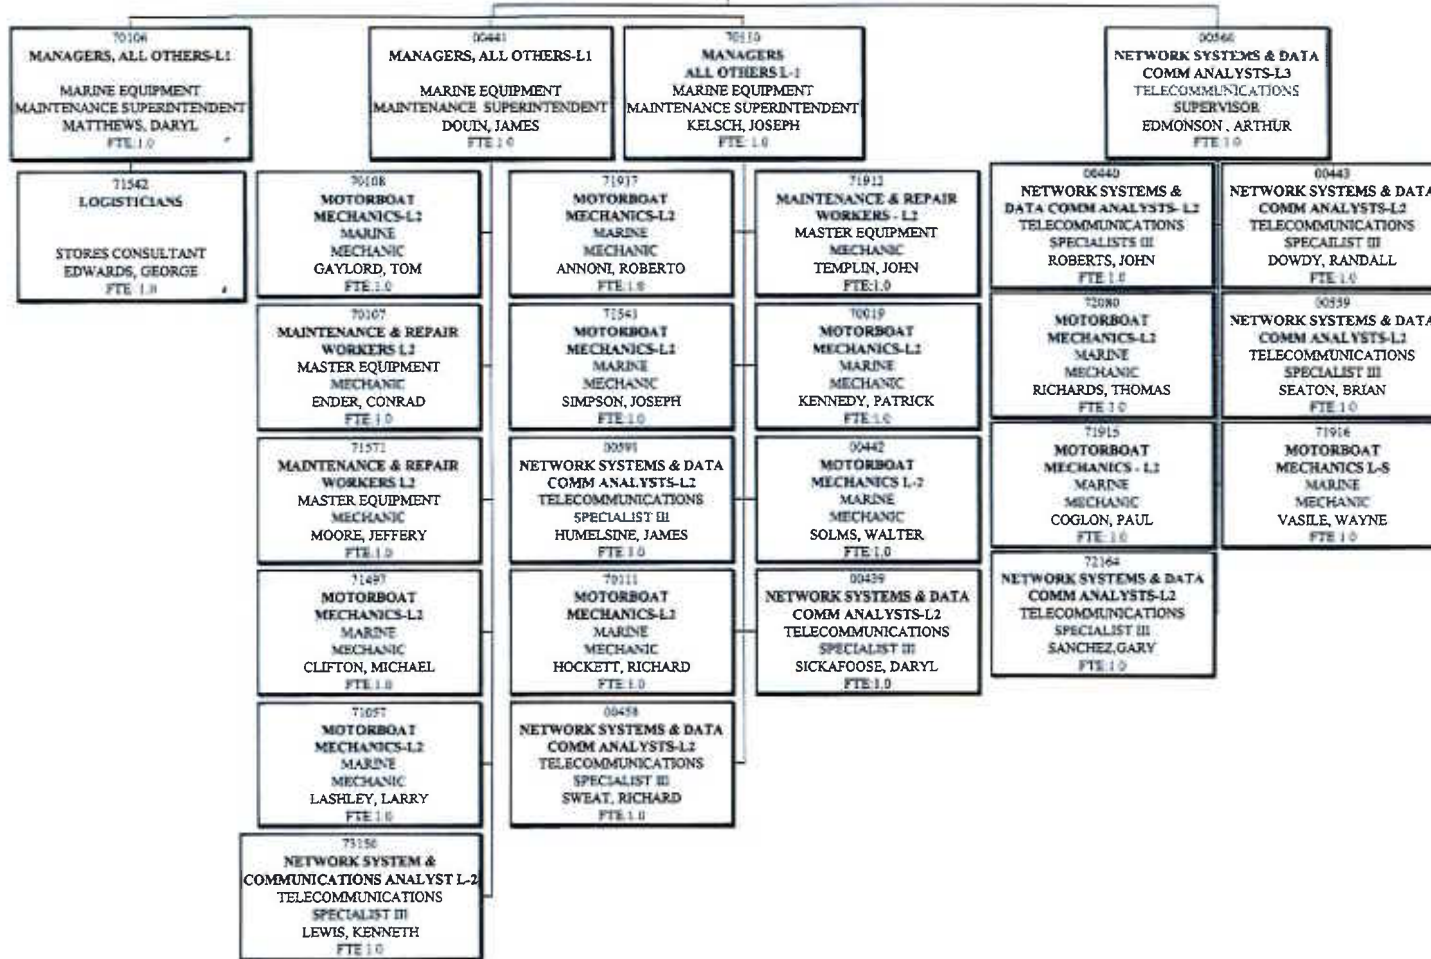 70106
MANAGERS, ALL OTHERS-L1
MARINE EQUIPMENT
MAINTENANCE SUPERINTENDENT
MATTHEWS, DARYL
FTE:1.0
00441
MANAGERS, ALL OTHERS-L1
MARINE EQUIPMENT
MAINTENANCE SUPERINTENDENT
DOUIN, JAMES
FTE:1.0
70110
MANAGERS
ALL OTHERS L-1
MARINE EQUIPMENT
MAINTENANCE SUPERINTENDENT
KELSCH, JOSEPH
FTE:1.0
00566
NETWORK SYSTEMS & DATA
COMM ANALYSTS-L3
TELECOMMUNICATIONS
SUPERVISOR
EDMONSON, ARTHUR
FTE:1.0
71542
LOGISTICIANS
STORES CONSULTANT
EDWARDS, GEORGE
FTE:1.0
70108
MOTORBOAT
MECHANICS-L2
MARINE
MECHANIC
GAYLORD, TOM
FTE:1.0
71937
MOTORBOAT
MECHANICS-L2
MARINE
MECHANIC
ANNONI, ROBERTO
FTE:1.0
71912
MAINTENANCE & REPAIR
WORKERS - L2
MASTER EQUIPMENT
MECHANIC
TEMPLIN, JOHN
FTE:1.0
00440
NETWORK SYSTEMS &
DATA COMM ANALYSTS- L2
TELECOMMUNICATIONS
SPECIALISTS III
ROBERTS, JOHN
FTE:1.0
00443
NETWORK SYSTEMS & DATA
COMM ANALYSTS-L2
TELECOMMUNICATIONS
SPECAILIST III
DOWDY, RANDALL
FTE:1.0
70107
MAINTENANCE & REPAIR
WORKERS L2
MASTER EQUIPMENT
MECHANIC
ENDER, CONRAD
FTE:1.0
71541
MOTORBOAT
MECHANICS-L2
MARINE
MECHANIC
SIMPSON, JOSEPH
FTE:1.0
70019
MOTORBOAT
MECHANICS-L2
MARINE
MECHANIC
KENNEDY, PATRICK
FTE:1.0
72080
MOTORBOAT
MECHANICS-L2
MARINE
MECHANIC
RICHARDS, THOMAS
FTE
00559
NETWORK SYSTEMS & DATA
COMM ANALYSTS-L2
TELECOMMUNICATIONS
SPECIALIST III
SEATON, BRIAN
FTE:1.0
71571
MAINTENANCE & REPAIR
WORKERS L2
MASTER EQUIPMENT
MECHANIC
MOORE, JEFFERY
FTE:1.0
00591
NETWORK SYSTEMS & DATA
COMM ANALYSTS-L2
TELECOMMUNICATIONS
SPECIALIST III
HUMELSINE, JAMES
FTE:1.0
00442
MOTORBOAT
MECHANICS L-2
MARINE
MECHANIC
SOLMS, WALTER
FTE:1.0
71915
MOTORBOAT
MECHANICS - L2
MARINE
MECHANIC
COGLON, PAUL
FTE:1.0
71916
MOTORBOAT
MECHANICS L-S
MARINE
MECHANIC
VASILE, WAYNE
FTE:1.0
71497
MOTORBOAT
MECHANICS-L2
MARINE
MECHANIC
CLIFTON, MICHAEL
FTE:1.0
70111
MOTORBOAT
MECHANICS-L2
MARINE
MECHANIC
HOCKETT, RICHARD
FTE:1.0
00439
NETWORK SYSTEMS & DATA
COMM ANALYSTS-L2
TELECOMMUNICATIONS
SPECIALIST III
SICKAFOOSE, DARYL
FTE:1.0
72164
NETWORK SYSTEMS & DATA
COMM ANALYSTS-L2
TELECOMMUNICATIONS
SPECIALIST III
SANCHEZ,GARY
FTE:1.0
71057
MOTORBOAT
MECHANICS-L2
MARINE
MECHANIC
LASHLEY, LARRY
FTE:1.0
00458
NETWORK SYSTEMS & DATA
COMM ANALYSTS-L2
TELECOMMUNICATIONS
SPECIALIST III
SWEAT, RICHARD
FTE:1.0
73156
NETWORK SYSTEM &
COMMUNICATIONS ANALYST L-2
TELECOMMUNICATIONS
SPECIALIST III
LEWIS, KENNETH
FTE:1.0